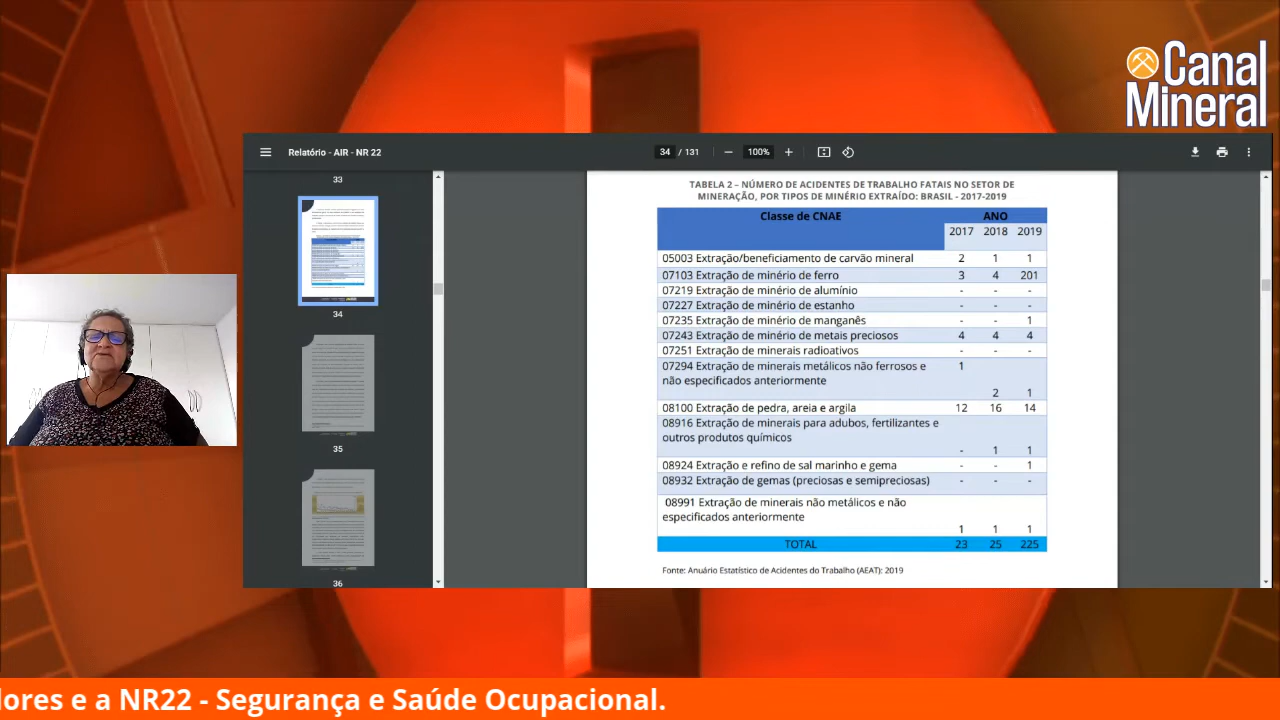 Canal
Mineral
Relatório - AIR - NR 22
34 / 131
100%
33
34
35
36
TABELA 2 – NÚMERO DE ACIDENTES DE TRABALHO FATAIS NO SETOR DE
MINERAÇÃO, POR TIPOS DE MINÉRIO EXTRAÍDO: BRASIL - 2017-2019
Classe de CNAE ANO
2017 2018 2019
05003 Extração/beneficiamento de carvão mineral 2 1 1
07103 Extração de minério de ferro 3 4 201
07219 Extração de minério de alumínio - - -
07227 Extração de minério de estanho - - -
07235 Extração de minério de manganês - - 1
07243 Extração de minério de metais preciosos 4 4 4
07251 Extração de minerais radioativos - - -
07294 Extração de minerais metálicos não ferrosos e 1
não especificados anteriormente
2 1
08100 Extração de pedra, areia e argila 12 16 14
08916 Extração de minerais para adubos, fertilizantes e
outros produtos químicos
- 1 1
08924 Extração e refino de sal marinho e gema - - 1
08932 Extração de gemas (preciosas e semipreciosas) - - -
08991 Extração de minerais não metálicos e não
especificados anteriormente
1 1 1
TOTAL 23 25 225
Fonte: Anuário Estatístico de Acidentes do Trabalho (AEAT): 2019
dores e a NR22 - Segurança e Saúde Ocupacional.